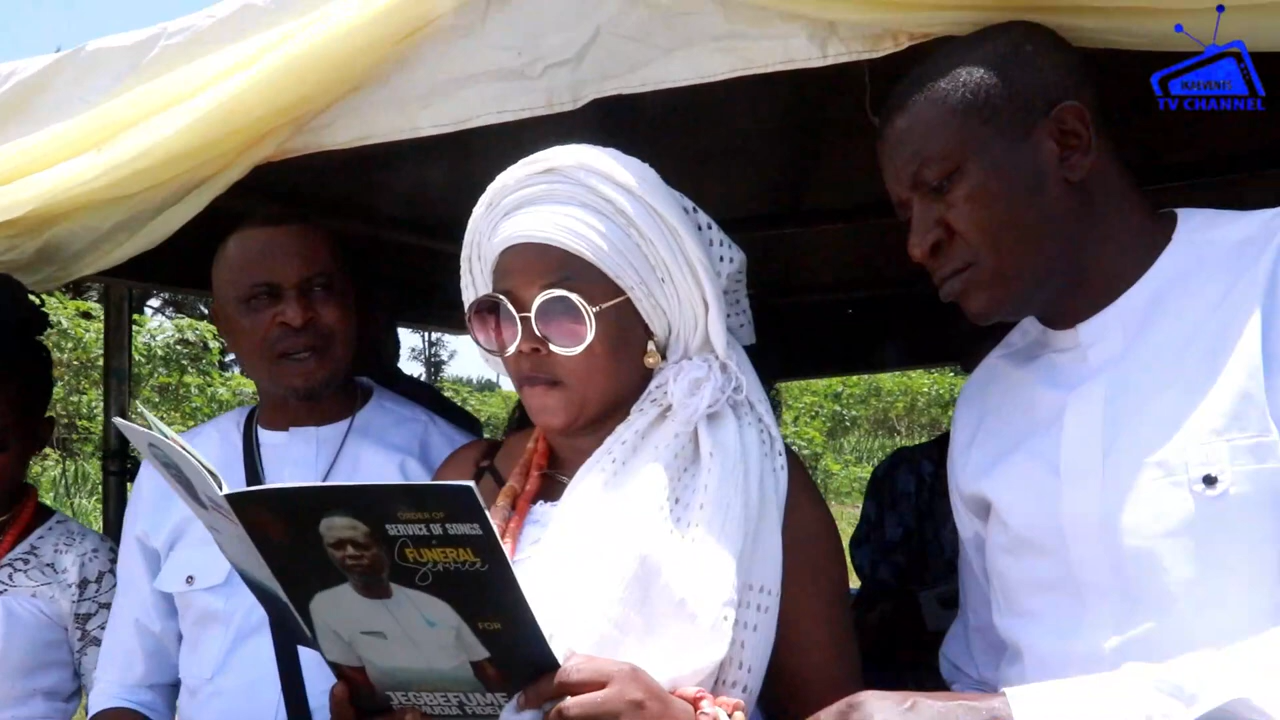 TV CHANNEL
ORDER OF
SERVICE OF SONGS
FUNERAL
Service
FOR
JEGBEFUME